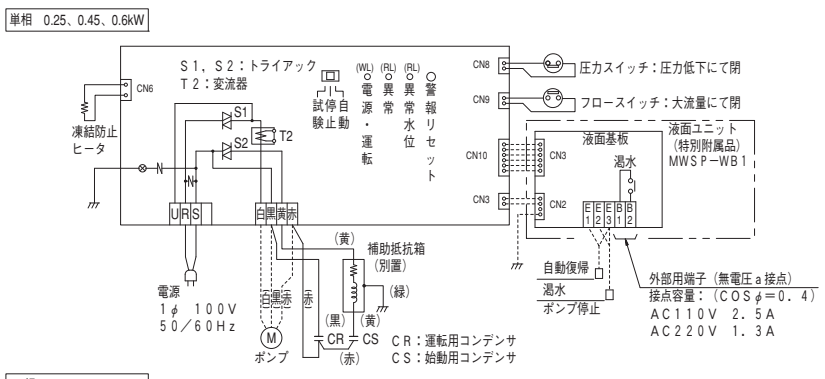 単相 0.25、0.45、0.6kW
S1，S2：トライアック
T2：変流器
(WL) (RL) (RL)
試験 停止 自動
電源・運転
異常
異常水位
警報リセット
CN6
凍結防止
ヒータ
S1
T2
S2
CN8
圧力スイッチ：圧力低下にて閉
CN9
フロースイッチ：大流量にて閉
CN10
CN3
液面基板
渇水
CN3
CN2
E1 E2 E3 B1 B2
液面ユニット
(特別附属品)
MWSP－WB1
U R S
白 黒 黄 赤
電源
1φ 100V
50／60Hz
(白)
(黒)
(赤)
(赤)
M
ポンプ
(黄)
補助抵抗箱
(別置)
(緑)
(黒)
(黄)
CR
CS
(赤)
CR：運転用コンデンサ
CS：始動用コンデンサ
自動復帰
渇水
ポンプ停止
外部用端子（無電圧a接点）
接点容量：（COSφ＝0.4）
AC110V 2.5A
AC220V 1.3A